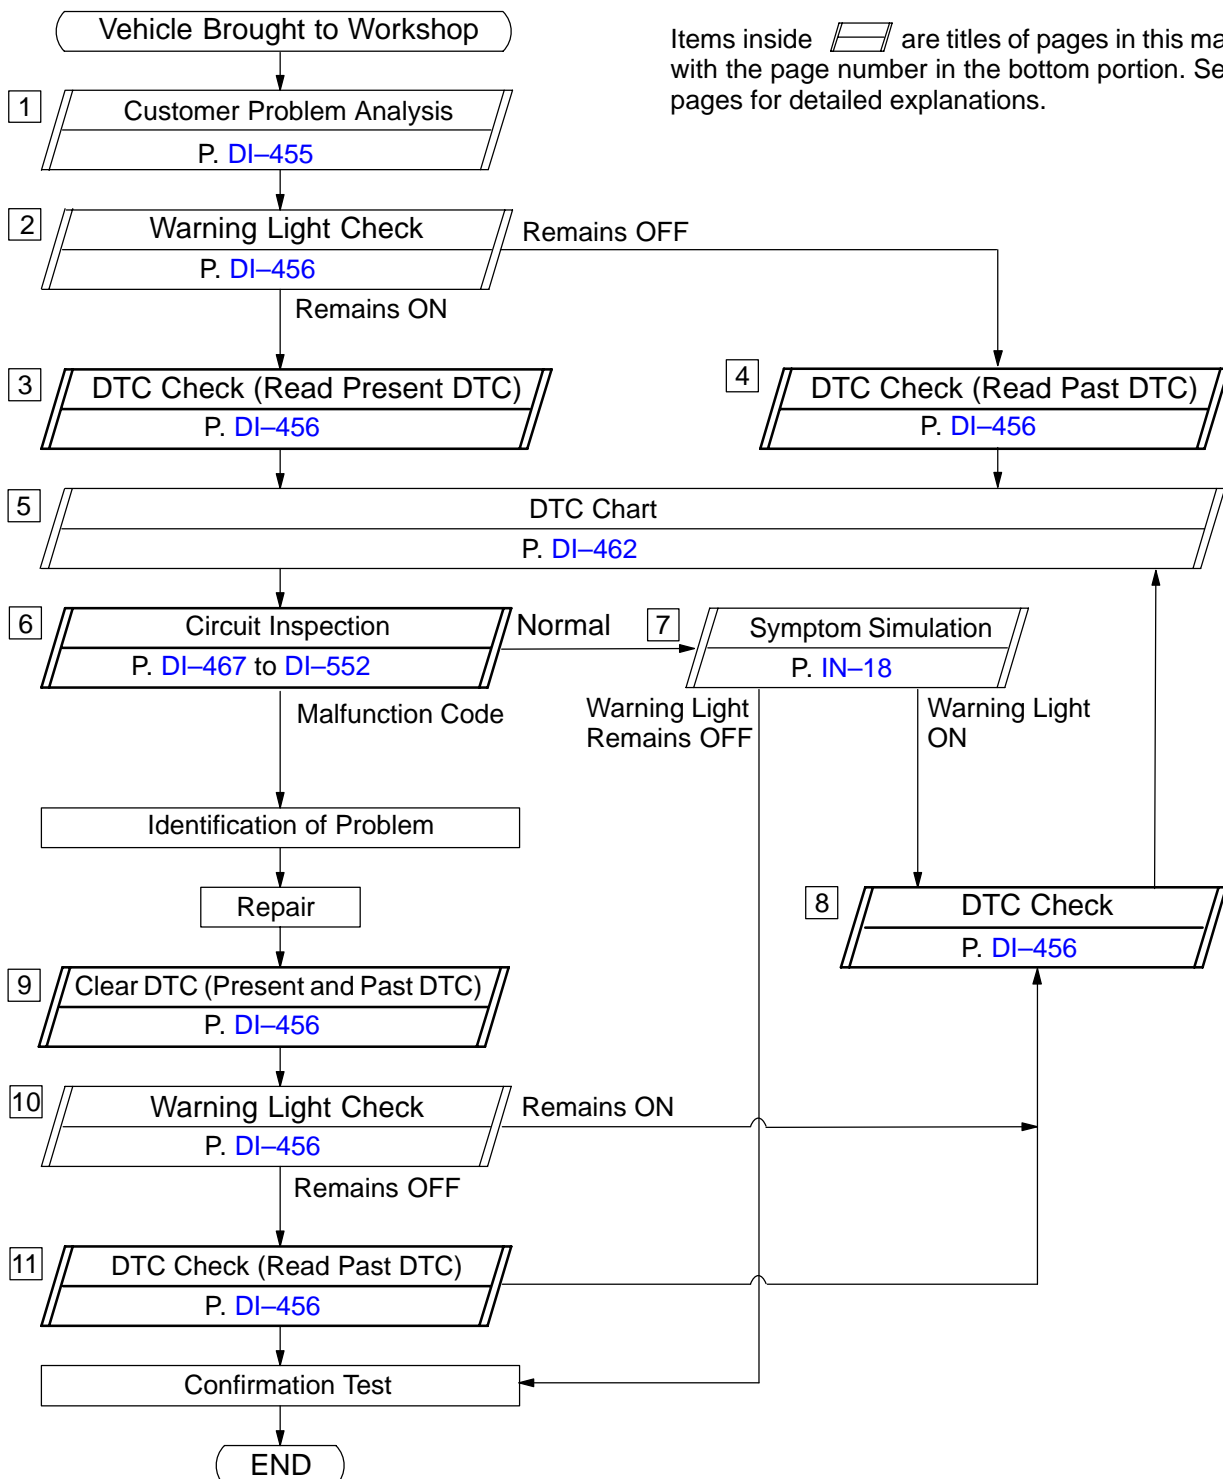 Vehicle Brought to Workshop
Items inside are titles of pages in this ma
with the page number in the bottom portion. Se
pages for detailed explanations.
1
Customer Problem Analysis
P. DI–455
2
Warning Light Check
P. DI–456
Remains OFF
Remains ON
3
DTC Check (Read Present DTC)
P. DI–456
4
DTC Check (Read Past DTC)
P. DI–456
5
DTC Chart
P. DI–462
6
Circuit Inspection
P. DI–467 to DI–552
Normal
7
Symptom Simulation
P. IN–18
Malfunction Code
Warning Light
Remains OFF
Warning Light
ON
Identification of Problem
Repair
8
DTC Check
P. DI–456
9
Clear DTC (Present and Past DTC)
P. DI–456
10
Warning Light Check
P. DI–456
Remains ON
Remains OFF
11
DTC Check (Read Past DTC)
P. DI–456
Confirmation Test
END